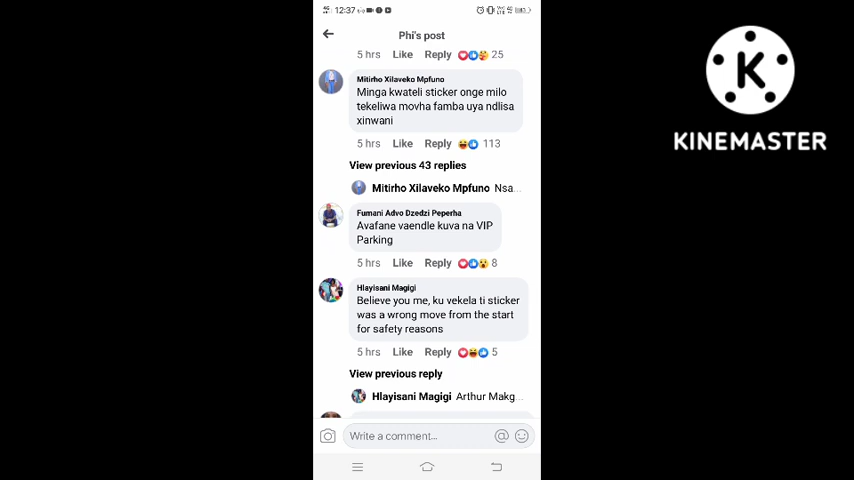 12:37
Phi's post
5 hrs Like Reply 25
Mitirho Xilaveko Mpfuno
Minga kwateli sticker onge milo
tekeliwa movha famba uya ndlisa
xinwani
5 hrs Like Reply 113
View previous 43 replies
Mitirho Xilaveko Mpfuno Nsa...
Fumani Advo Dzedzi Peperha
Avafane vaendle kuva na VIP
Parking
5 hrs Like Reply 8
Hlayisani Magigi
Believe you me, ku vekela ti sticker
was a wrong move from the start
for safety reasons
5 hrs Like Reply 5
View previous reply
Hlayisani Magigi Arthur Makg...
Write a comment...
K
KINEMASTER